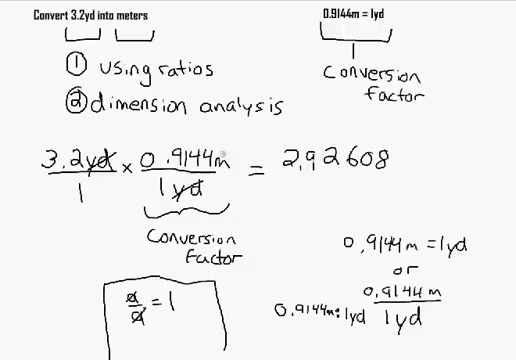 Convert 3.2yd into meters
0.9144m = 1yd
① using ratios
② dimension analysis
Conversion
factor
3.2yd/1 × 0.9144m/1yd = 2.92608
Conversion
factor
a/a = 1
0.9144m = 1yd
or
0.9144m/1yd
0.9144m:1yd